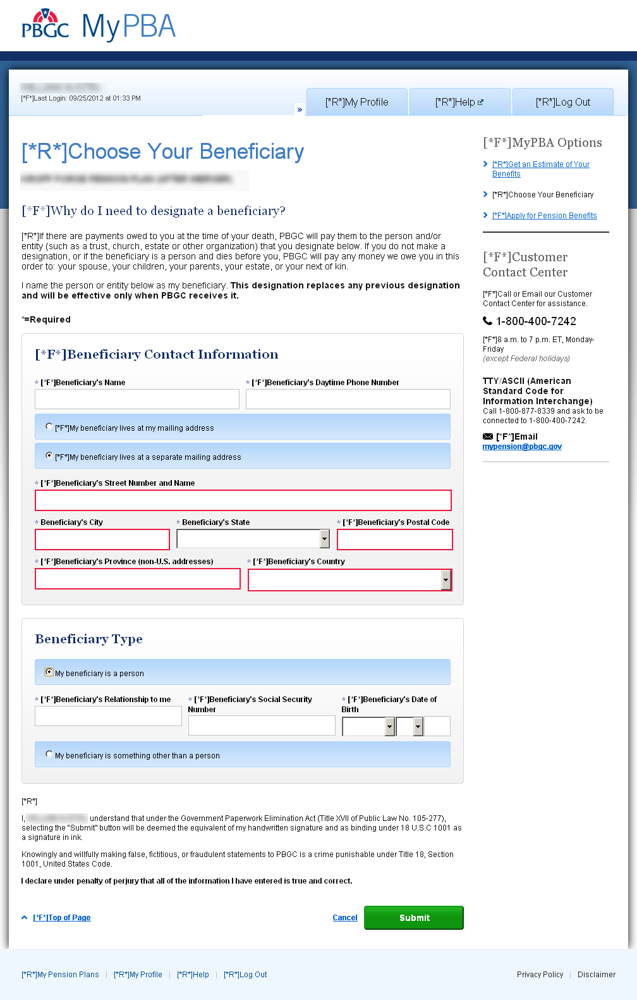 PBGC MyPBA
[*F*]Last Login: 09/25/2012 at 01:33 PM
»
[*R*]My Profile
[*R*]Help
[*R*]Log Out
[*R*]Choose Your Beneficiary
[*F*]Why do I need to designate a beneficiary?
[*R*]If there are payments owed to you at the time of your death, PBGC will pay them to the person and/or
entity (such as a trust, church, estate or other organization) that you designate below. If you do not make a
designation, or if the beneficiary is a person and dies before you, PBGC will pay any money we owe you in this
order to: your spouse, your children, your parents, your estate, or your next of kin.
I name the person or entity below as my beneficiary. This designation replaces any previous designation
and will be effective only when PBGC receives it.
*=Required
[*F*]Beneficiary Contact Information
* [*F*]Beneficiary's Name
* [*F*]Beneficiary's Daytime Phone Number
[*F*]My beneficiary lives at my mailing address
[*F*]My beneficiary lives at a separate mailing address
* [*F*]Beneficiary's Street Number and Name
* Beneficiary's City
* Beneficiary's State
* [*F*]Beneficiary's Postal Code
* [*F*]Beneficiary's Province (non-U.S. addresses)
* [*F*]Beneficiary's Country
Beneficiary Type
My beneficiary is a person
* [*F*]Beneficiary's Relationship to me
* [*F*]Beneficiary's Social Security
Number
* [*F*]Beneficiary's Date of
Birth
My beneficiary is something other than a person
[*R*]
I, understand that under the Government Paperwork Elimination Act (Title XVII of Public Law No. 105-277),
selecting the "Submit" button will be deemed the equivalent of my handwritten signature and as binding under 18 U.S.C 1001 as
a signature in ink.
Knowingly and willfully making false, fictitious, or fraudulent statements to PBGC is a crime punishable under Title 18, Section
1001, United States Code.
I declare under penalty of perjury that all of the information I have entered is true and correct.
[*F*]Top of Page
Cancel
Submit
[*F*]MyPBA Options
[*R*]Get an Estimate of Your
Benefits
[*R*]Choose Your Beneficiary
[*F*]Apply for Pension Benefits
[*F*]Customer
Contact Center
[*F*]Call or Email our Customer
Contact Center for assistance.
1-800-400-7242
[*F*]8 a.m. to 7 p.m. ET, Monday-
Friday
(except Federal holidays)
TTY/ASCII (American
Standard Code for
Information Interchange)
Call 1-800-877-8339 and ask to be
connected to 1-800-400-7242.
[*F*]Email
mypension@pbgc.gov
[*R*]My Pension Plans | [*R*]My Profile | [*R*]Help | [*R*]Log Out
Privacy Policy | Disclaimer